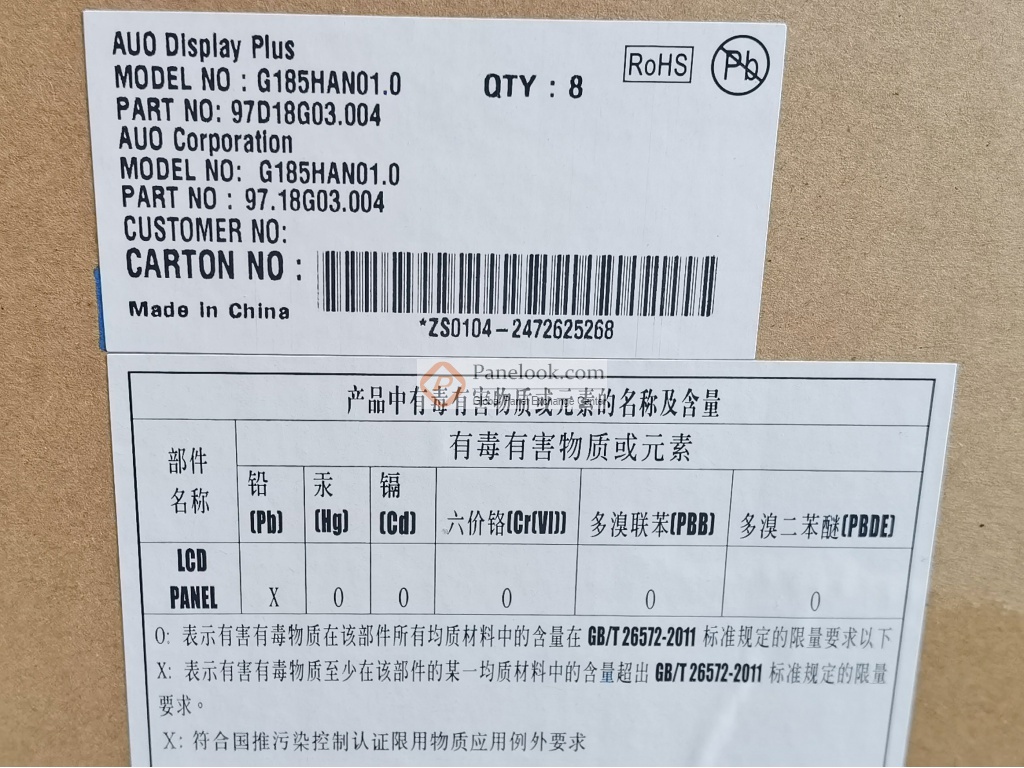 AUO Display Plus
MODEL NO : G185HAN01.0
QTY : 8
RoHS
Pb
PART NO: 97D18G03.004
AUO Corporation
MODEL NO: G185HAN01.0
PART NO : 97.18G03.004
CUSTOMER NO:
CARTON NO :
Made in China
*ZS0104-2472625268
Panelook.com
产品中有毒有害物质或元素的名称及含量
部件名称
有毒有害物质或元素
铅(Pb)
汞(Hg)
镉(Cd)
六价铬(Cr(VI))
多溴联苯(PBB)
多溴二苯醚(PBDE)
LCD PANEL
X O O O O O
O: 表示有害有毒物质在该部件所有均质材料中的含量在 GB/T 26572-2011 标准规定的限量要求以下
X: 表示有害有毒物质至少在该部件的某一均质材料中的含量超出 GB/T 26572-2011 标准规定的限量
要求。
X: 符合国推污染控制认证限用物质应用例外要求